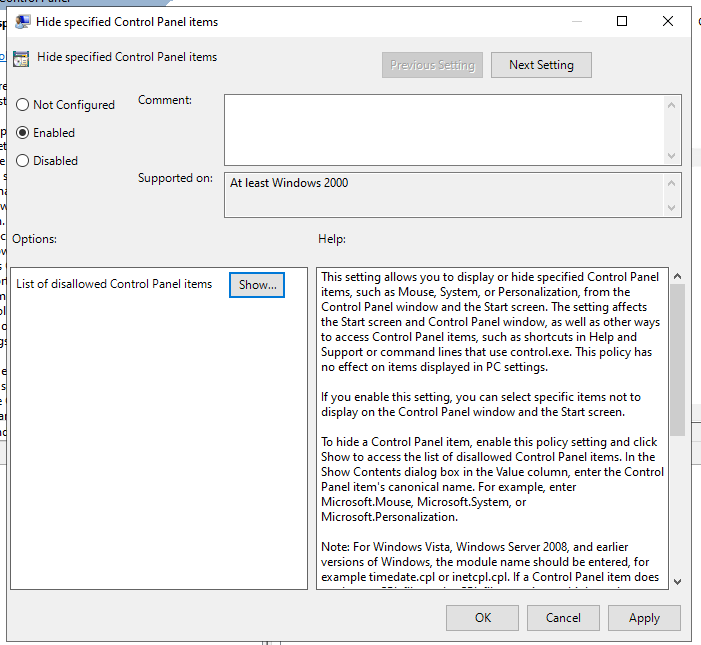 Control Panel
Hide specified Control Panel items
Hide specified Control Panel items
Previous Setting
Next Setting
Not Configured
Enabled
Disabled
Comment:
Supported on:
At least Windows 2000
Options:
Help:
List of disallowed Control Panel items
Show...
This setting allows you to display or hide specified Control Panel
items, such as Mouse, System, or Personalization, from the
Control Panel window and the Start screen. The setting affects
the Start screen and Control Panel window, as well as other ways
to access Control Panel items, such as shortcuts in Help and
Support or command lines that use control.exe. This policy has
no effect on items displayed in PC settings.
If you enable this setting, you can select specific items not to
display on the Control Panel window and the Start screen.
To hide a Control Panel item, enable this policy setting and click
Show to access the list of disallowed Control Panel items. In the
Show Contents dialog box in the Value column, enter the Control
Panel item's canonical name. For example, enter
Microsoft.Mouse, Microsoft.System, or
Microsoft.Personalization.
Note: For Windows Vista, Windows Server 2008, and earlier
versions of Windows, the module name should be entered, for
example timedate.cpl or inetcpl.cpl. If a Control Panel item does
OK
Cancel
Apply